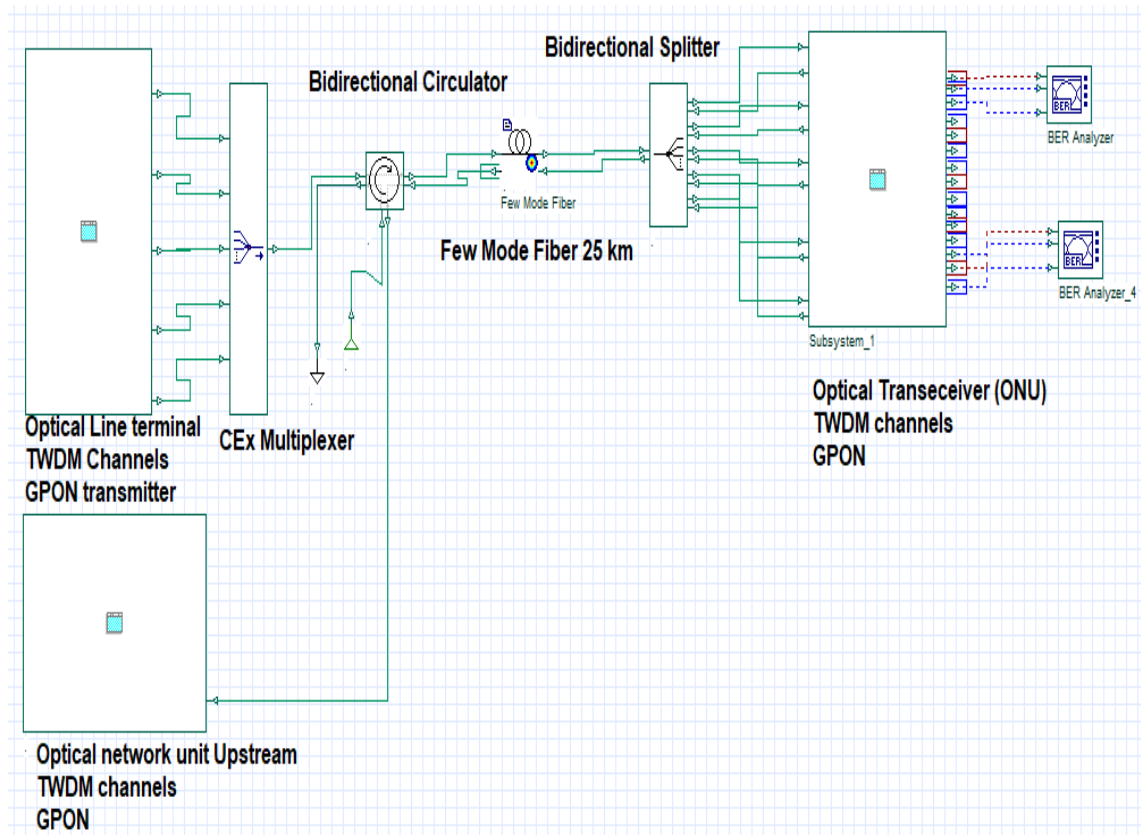 Bidirectional Splitter
Bidirectional Circulator
BER
BER Analyzer
Few Mode Fiber
Few Mode Fiber 25 km
BER
BER Analyzer_4
Subsystem_1
Optical Transeceiver (ONU)
TWDM channels
GPON
Optical Line terminal
TWDM Channels
GPON transmitter
CEx Multiplexer
Optical network unit Upstream
TWDM channels
GPON